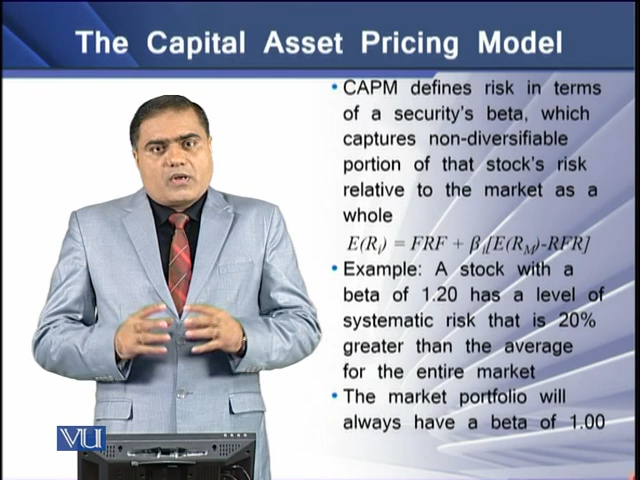 The Capital Asset Pricing Model
• CAPM defines risk in terms
of a security's beta, which
captures non-diversifiable
portion of that stock's risk
relative to the market as a
whole
E(Rᵢ) = FRF + βᵢ[E(R_M)-RFR]
• Example: A stock with a
beta of 1.20 has a level of
systematic risk that is 20%
greater than the average
for the entire market
• The market portfolio will
always have a beta of 1.00
VU